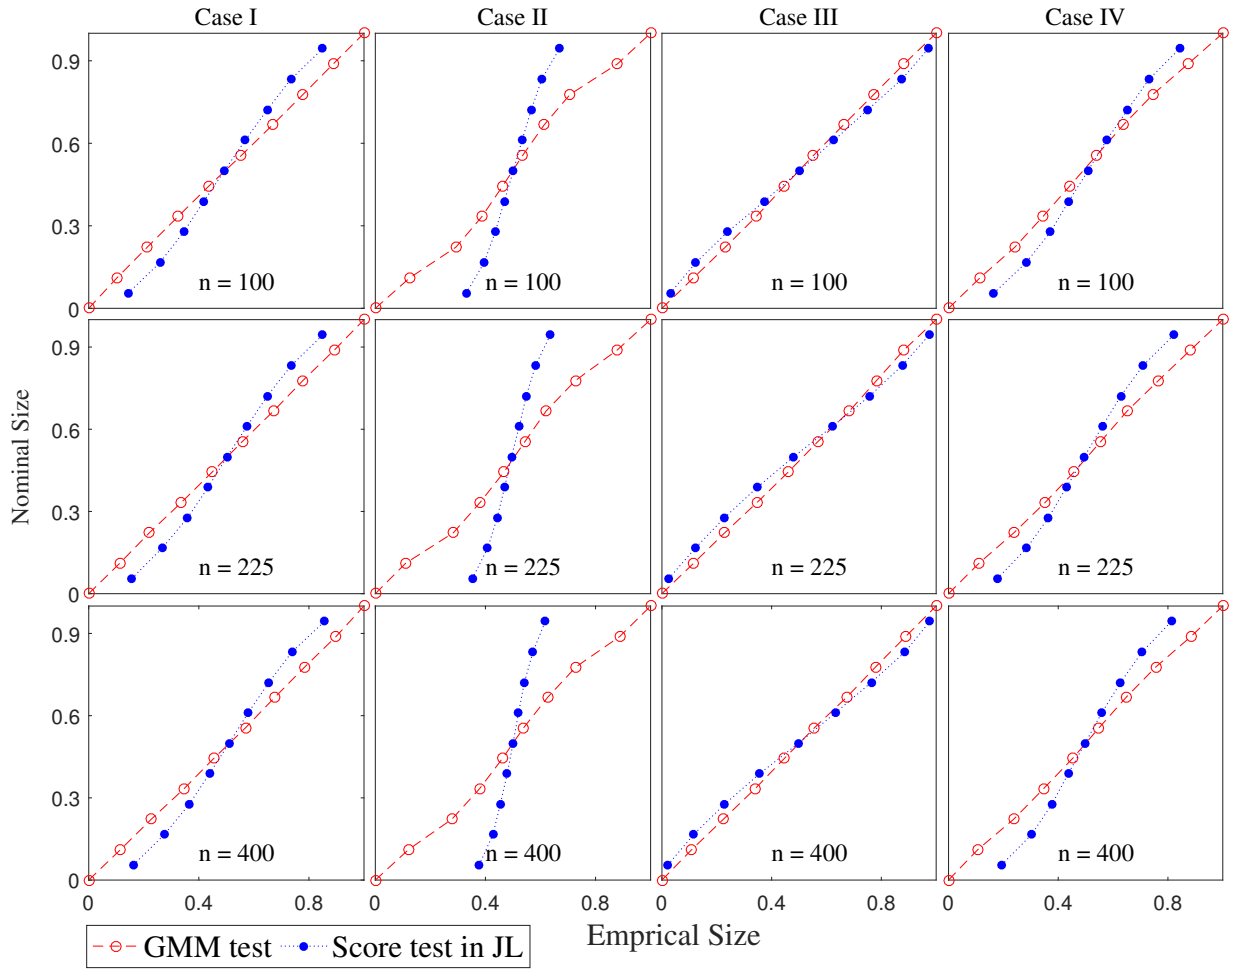 Case I Case II Case III Case IV
0.9
0.6
0.3
0
n = 100 n = 100 n = 100 n = 100
0.9
0.6
0.3
0
n = 225 n = 225 n = 225 n = 225
Nominal Size
0.9
0.6
0.3
0
n = 400 n = 400 n = 400 n = 400
0 0.4 0.8 0 0.4 0.8 0 0.4 0.8 0 0.4 0.8
Emprical Size
GMM test Score test in JL